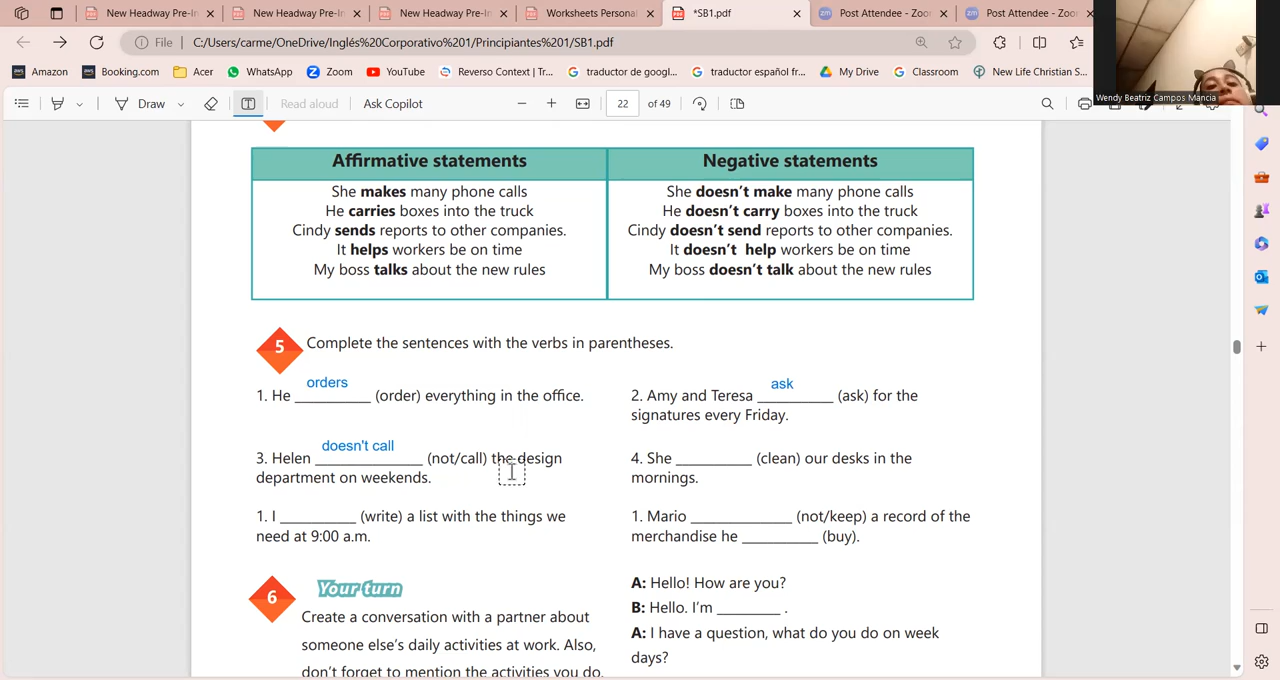 New Headway Pre-In
New Headway Pre-In
New Headway Pre-In
Worksheets Personal
*SB1.pdf
Post Attendee - Zoo
Post Attendee - Zoo
File
C:/Users/carme/OneDrive/Inglés%20Corporativo%201/Principiantes%201/SB1.pdf
Wendy Beatriz Campos Mancia
Amazon
Booking.com
Acer
WhatsApp
Zoom
YouTube
Reverso Context | Tr...
traductor de googl...
traductor español fr...
My Drive
Classroom
New Life Christian S...
Draw
Read aloud
Ask Copilot
22
of 49
Affirmative statements
She makes many phone calls
He carries boxes into the truck
Cindy sends reports to other companies.
It helps workers be on time
My boss talks about the new rules
Negative statements
She doesn't make many phone calls
He doesn't carry boxes into the truck
Cindy doesn't send reports to other companies.
It doesn't help workers be on time
My boss doesn't talk about the new rules
5
Complete the sentences with the verbs in parentheses.
orders
1. He _________ (order) everything in the office.
ask
2. Amy and Teresa _________ (ask) for the
signatures every Friday.
doesn't call
3. Helen _____________ (not/call) the design
department on weekends.
4. She _________ (clean) our desks in the
mornings.
1. I _________ (write) a list with the things we
need at 9:00 a.m.
1. Mario ____________ (not/keep) a record of the
merchandise he _________ (buy).
6
Your turn
Create a conversation with a partner about
someone else's daily activities at work. Also,
don't forget to mention the activities you do.
A: Hello! How are you?
B: Hello. I'm ________ .
A: I have a question, what do you do on week
days?